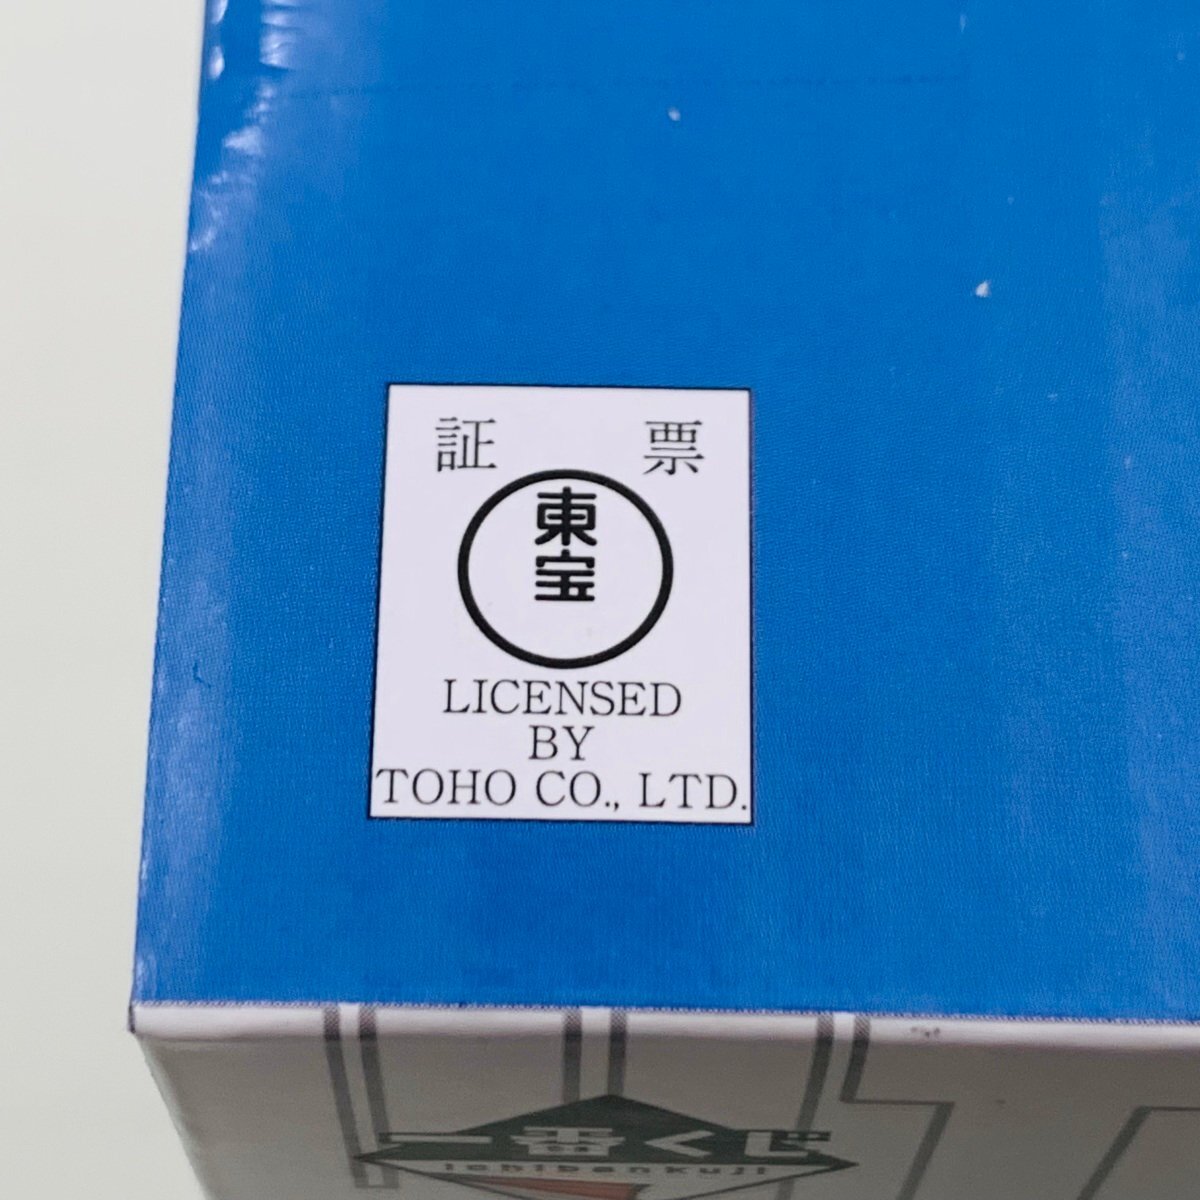 証 票
東
宝
LICENSED
BY
TOHO CO., LTD.
一番くじ
ichibankuji